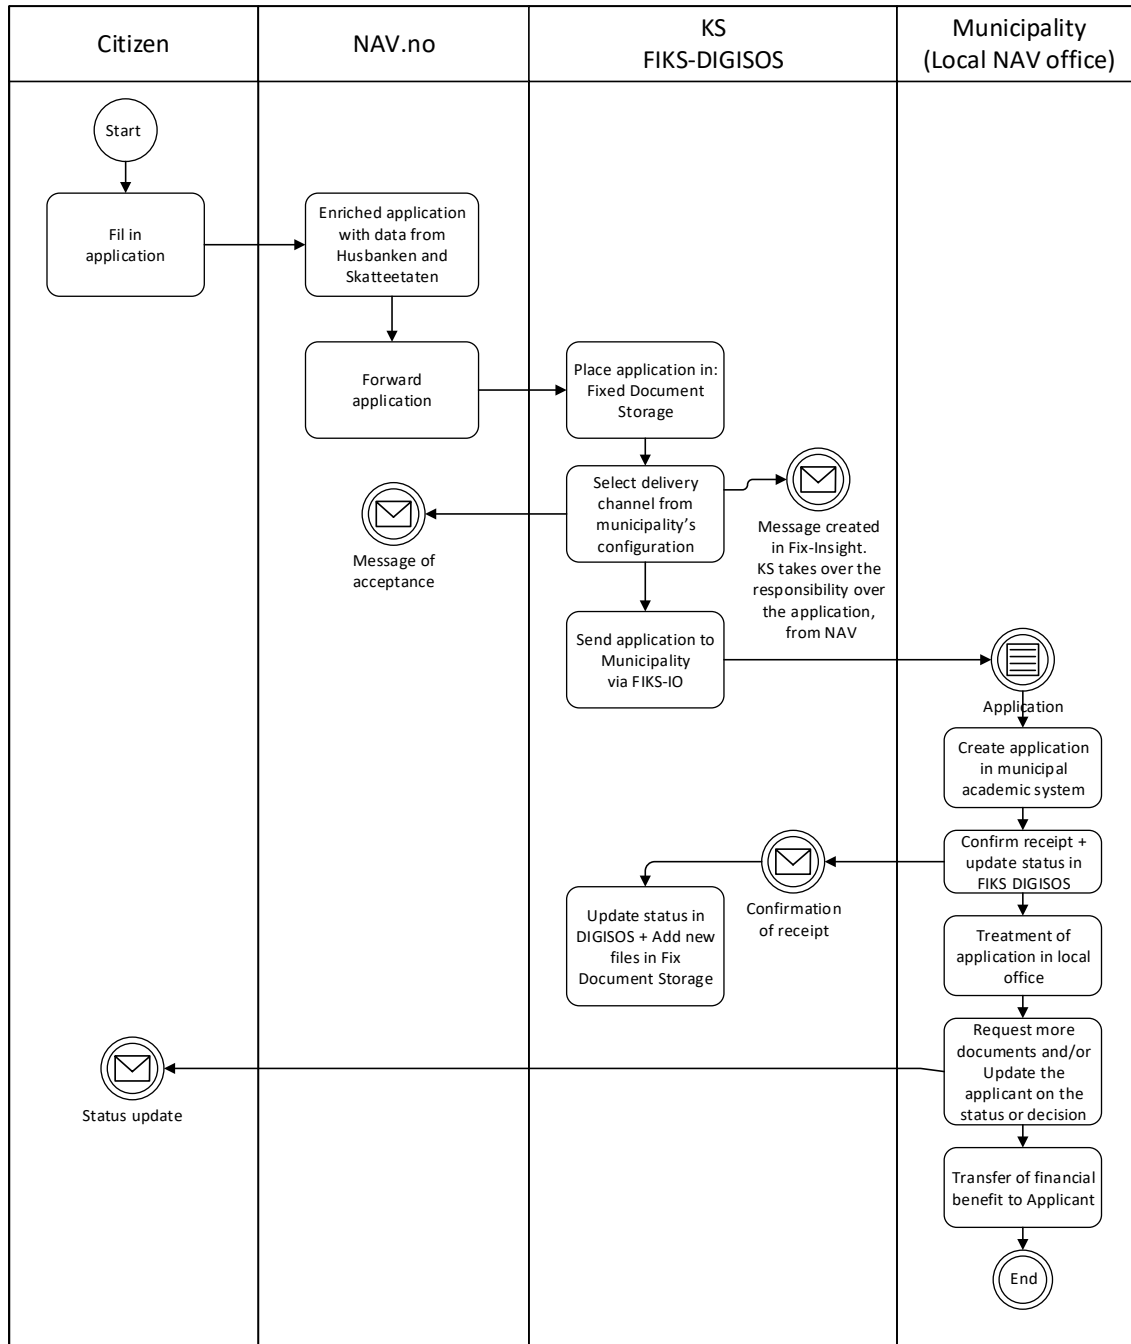 Citizen
NAV.no
KS
FIKS-DIGISOS
Municipality
(Local NAV office)
Start
Fil in
application
Enriched application
with data from
Husbanken and
Skatteetaten
Forward
application
Place application in:
Fixed Document
Storage
Select delivery
channel from
municipality's
configuration
Message of
acceptance
Message created
in Fix-Insight.
KS takes over the
responsibility over
the application,
from NAV
Send application to
Municipality
via FIKS-IO
Application
Create application
in municipal
academic system
Confirm receipt +
update status in
FIKS DIGISOS
Confirmation
of receipt
Update status in
DIGISOS + Add new
files in Fix
Document Storage
Treatment of
application in local
office
Request more
documents and/or
Update the
applicant on the
status or decision
Status update
Transfer of financial
benefit to Applicant
End